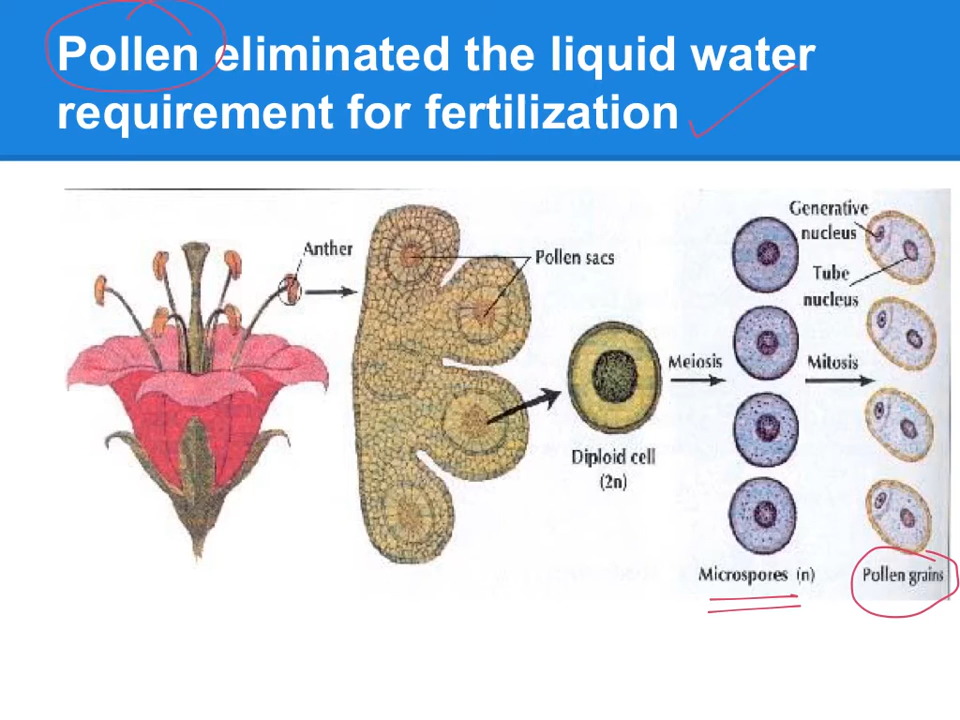 Pollen eliminated the liquid water
requirement for fertilization
Anther
Pollen sacs
Generative
nucleus
Tube
nucleus
Meiosis
Mitosis
Diploid cell
(2n)
Microspores (n)
Pollen grains